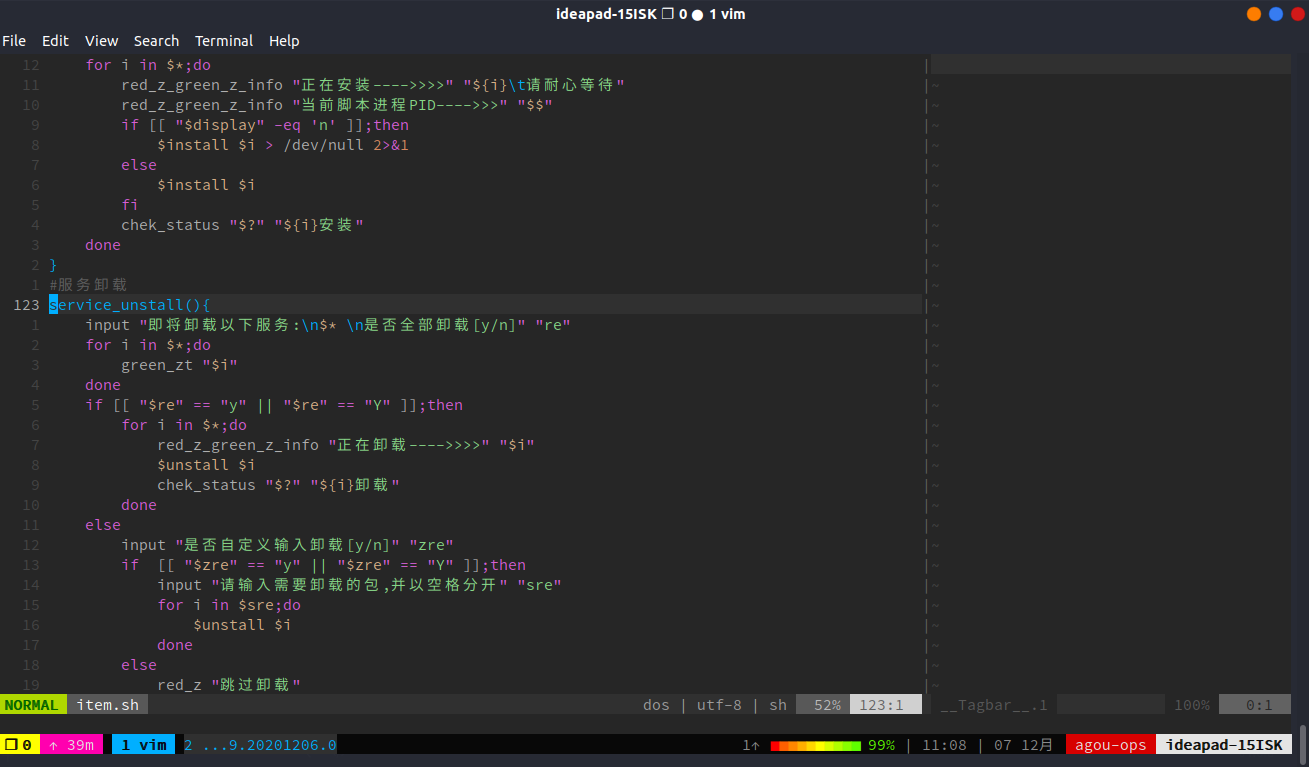 ideapad-15ISK ❐ 0 ● 1 vim
File Edit View Search Terminal Help
12 for i in $*;do
11 red_z_green_z_info "正在安装---->>>>" "${i}\t请耐心等待"
10 red_z_green_z_info "当前脚本进程PID---->>>" "$$"
9 if [[ "$display" -eq 'n' ]];then
8 $install $i > /dev/null 2>&1
7 else
6 $install $i
5 fi
4 chek_status "$?" "${i}安装"
3 done
2 }
1 #服务卸载
123 service_unstall(){
1 input "即将卸载以下服务:\n$* \n是否全部卸载[y/n]" "re"
2 for i in $*;do
3 green_zt "$i"
4 done
5 if [[ "$re" == "y" || "$re" == "Y" ]];then
6 for i in $*;do
7 red_z_green_z_info "正在卸载---->>>>" "$i"
8 $unstall $i
9 chek_status "$?" "${i}卸载"
10 done
11 else
12 input "是否自定义输入卸载[y/n]" "zre"
13 if  [[ "$zre" == "y" || "$zre" == "Y" ]];then
14 input "请输入需要卸载的包,并以空格分开" "sre"
15 for i in $sre;do
16 $unstall $i
17 done
18 else
19 red_z "跳过卸载"
NORMAL item.sh dos | utf-8 | sh 52% 123:1 __Tagbar__.1 100% 0:1
❐ 0 ↑ 39m 1 vim 2 ...9.20201206.0 1↑ 99% | 11:08 | 07 12月 agou-ops ideapad-15ISK